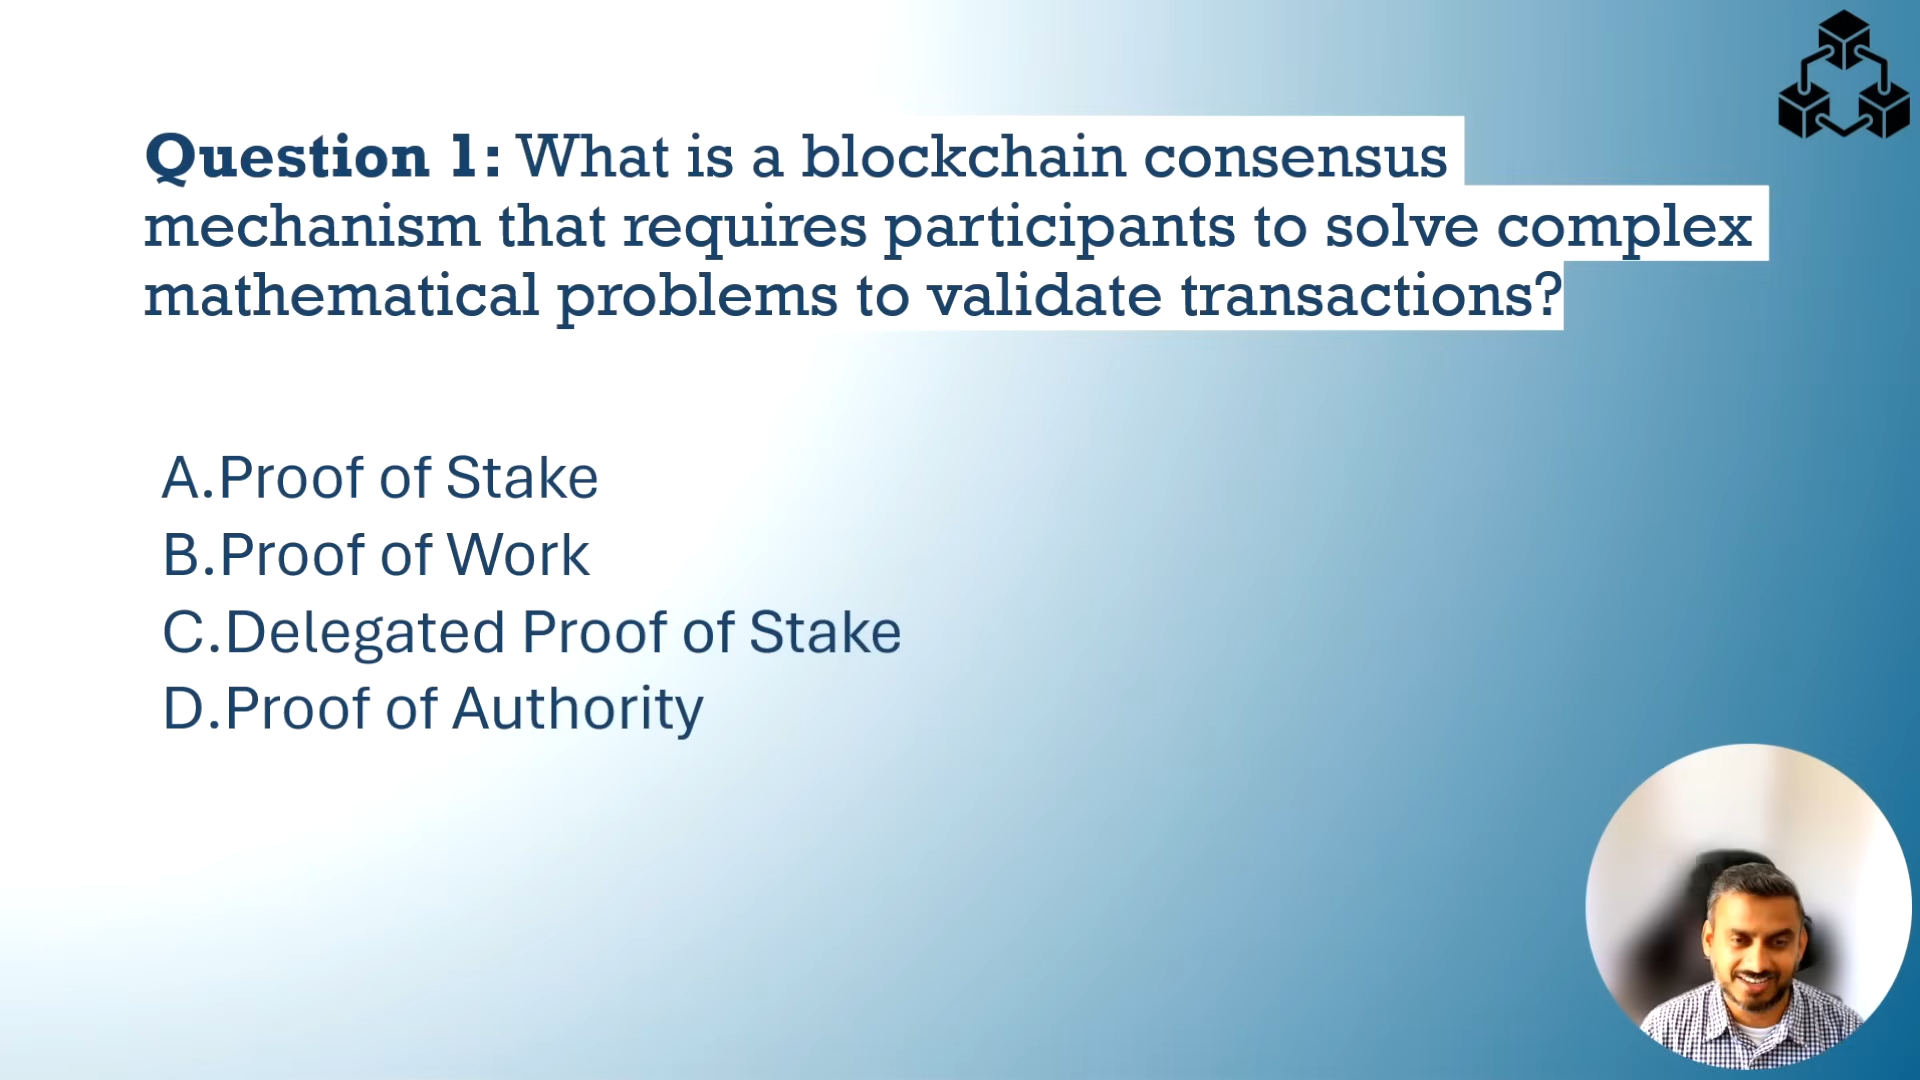 Question 1: What is a blockchain consensus
mechanism that requires participants to solve complex
mathematical problems to validate transactions?
A.Proof of Stake
B.Proof of Work
C.Delegated Proof of Stake
D.Proof of Authority